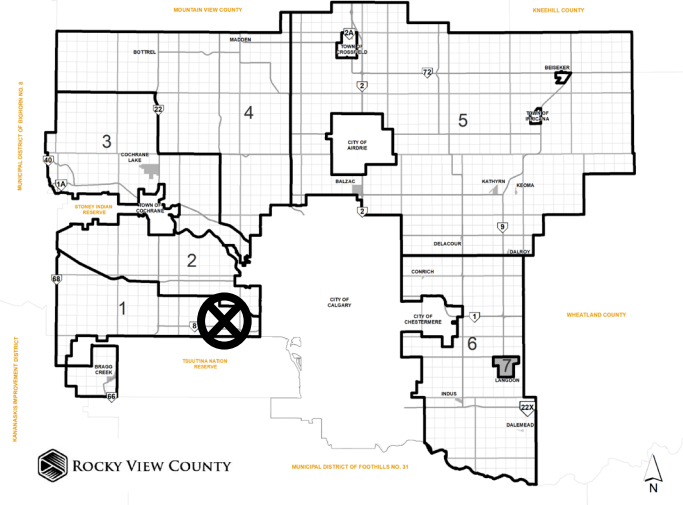 MOUNTAIN VIEW COUNTY
KNEEHILL COUNTY
MADDEN
2A
TOWN OF
CROSSFIELD
BOTTREL
72
BEISEKER
2
MUNICIPAL DISTRICT OF BIGHORN NO. 8
22
4
5
TOWN OF
IRRICANA
3
CITY OF
AIRDRIE
COCHRANE
LAKE
40
1A
BALZAC
KATHYRN
KEOMA
STONEY INDIAN
RESERVE
TOWN OF
COCHRANE
2
9
DELACOUR
DALROY
2
CONRICH
68
1
CITY OF
CALGARY
CITY OF
CHESTERMERE
1
WHEATLAND COUNTY
8
6
KANANASKIS IMPROVEMENT DISTRICT
TSUUT'INA NATION
RESERVE
BRAGG
CREEK
7
LANGDON
66
INDUS
22X
DALEMEAD
ROCKY VIEW COUNTY
MUNICIPAL DISTRICT OF FOOTHILLS NO. 31
N